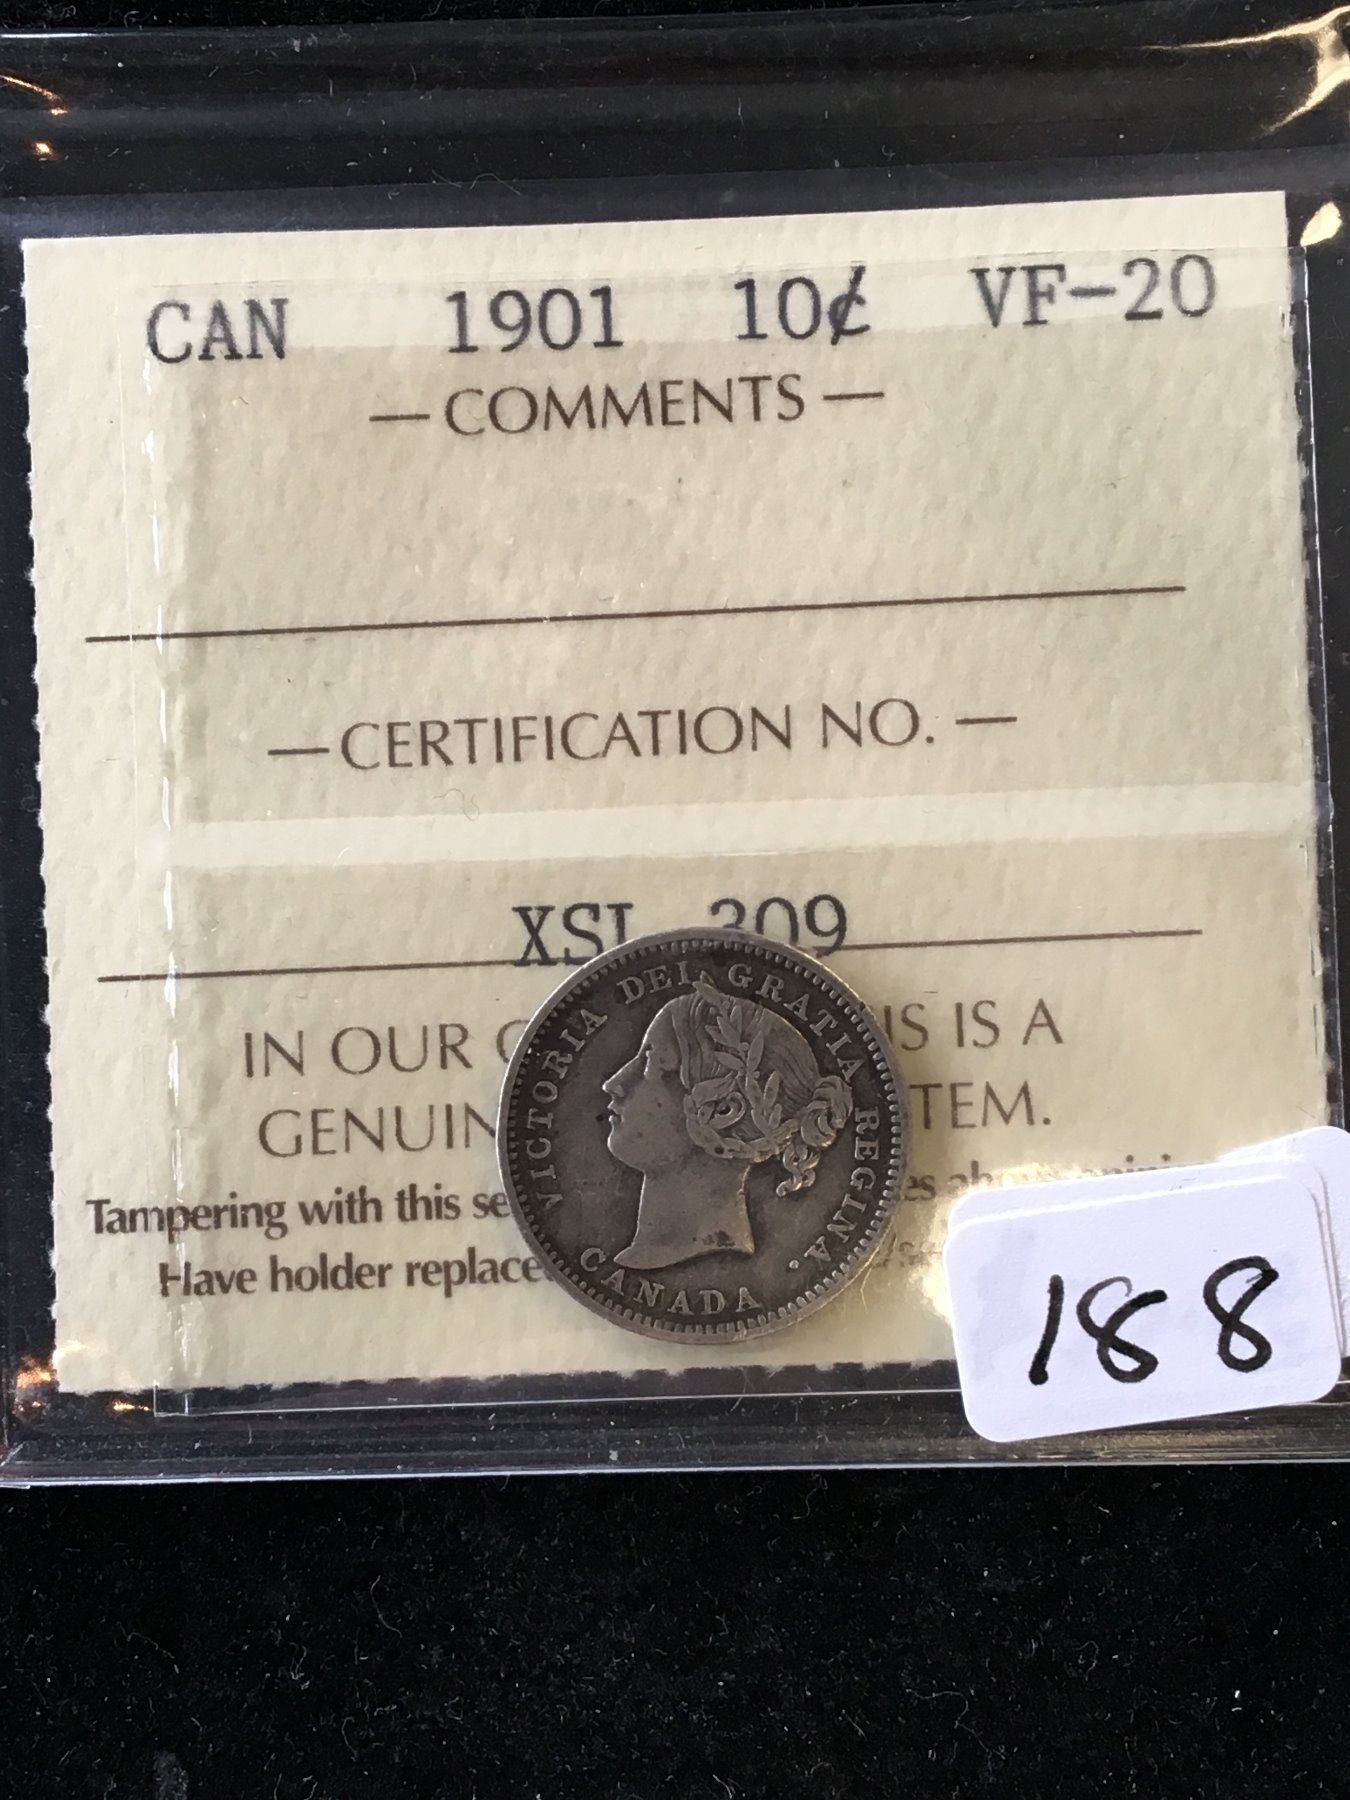 CAN 1901 10¢ VF-20
— COMMENTS —
— CERTIFICATION NO. —
XSL 309
IN OUR IS IS A
GENUIN TEM.
Tampering with this se
Have holder replace
VICTORIA DEI GRATIA REGINA.
CANADA
188